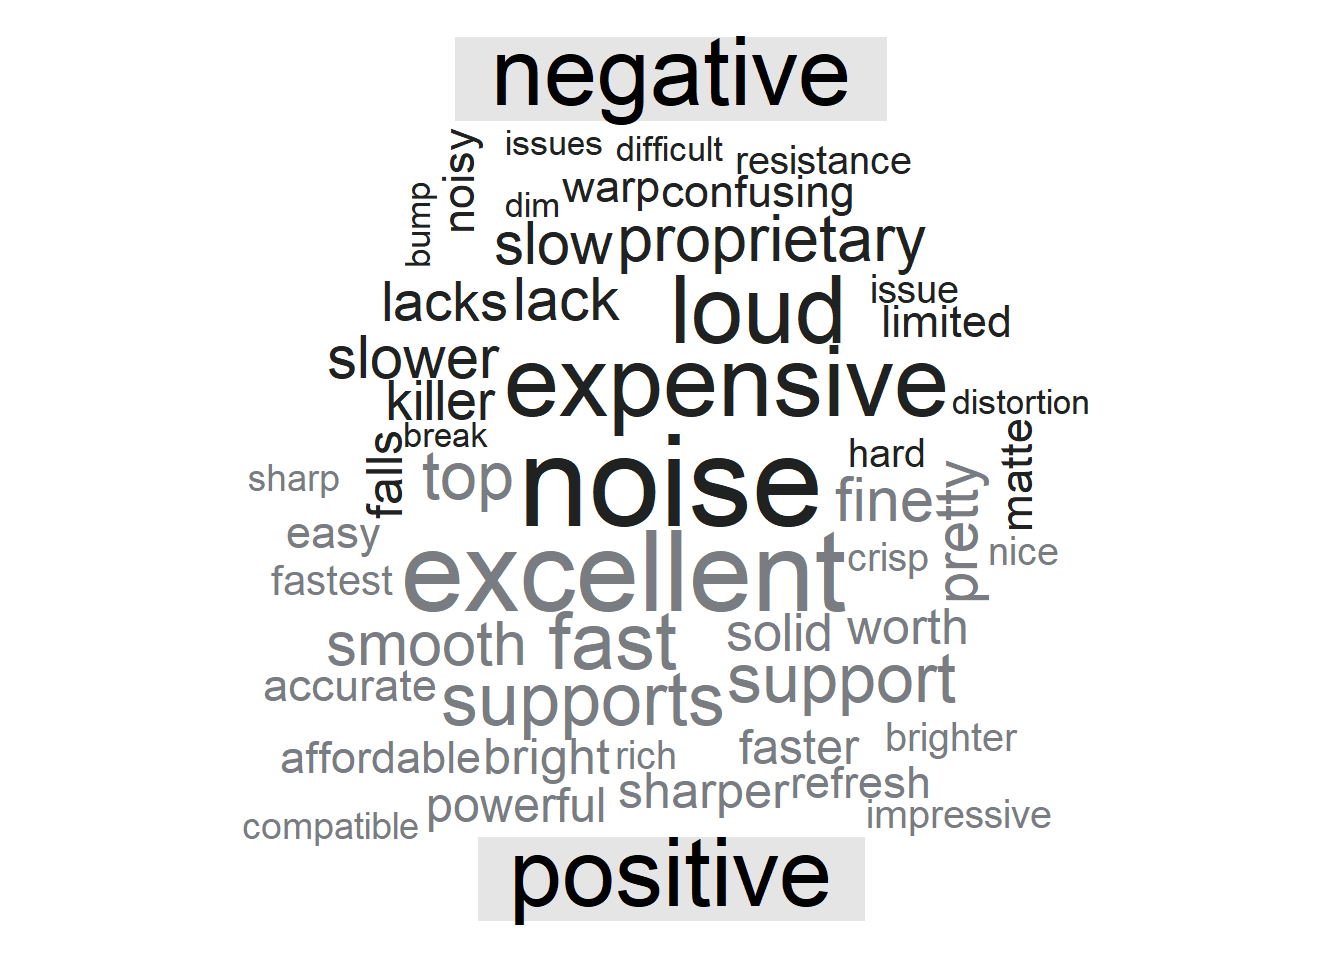 negative
noisy issues difficult resistance
bump dim warp confusing
slow proprietary
lacks lack loud issue limited
slower expensive
killer distortion
falls break hard matte
sharp top noise fine pretty
easy excellent crisp nice
fastest
smooth fast solid worth
accurate supports support
affordable bright rich faster brighter
powerful sharper refresh
compatible impressive
positive